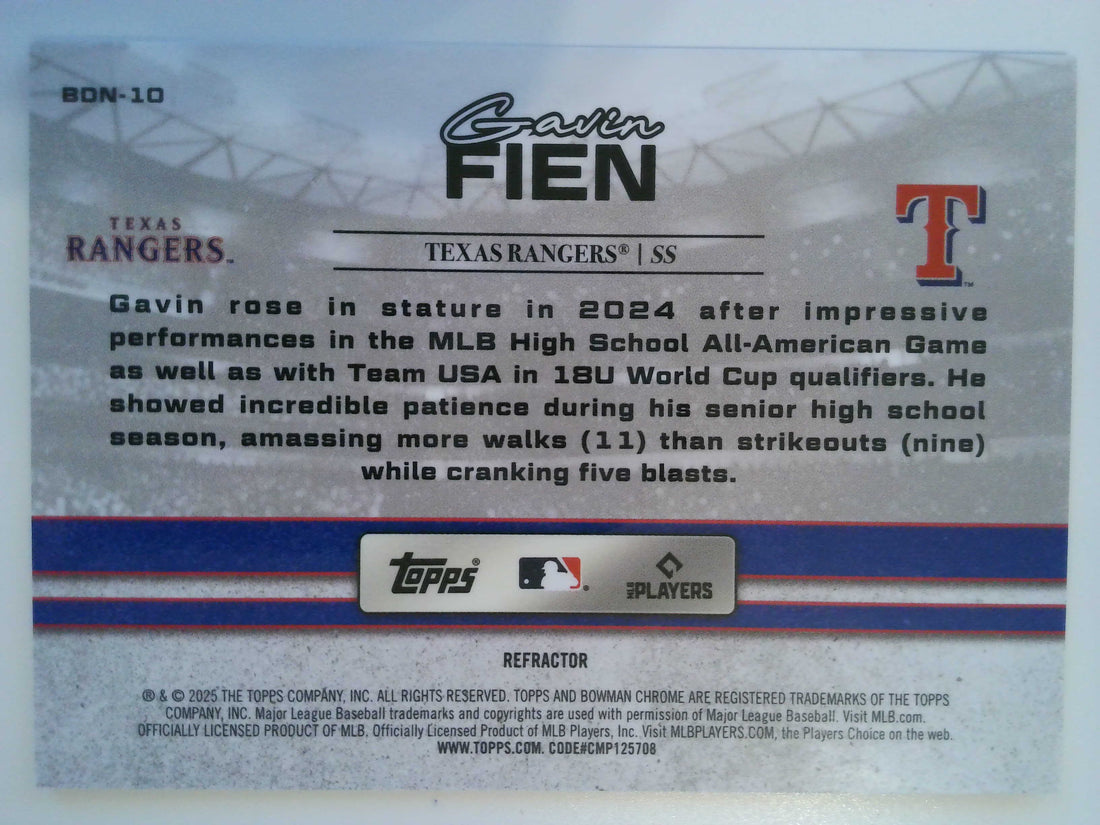 BDN-10
Gavin
FIEN
TEXAS
RANGERS™
TEXAS RANGERS® | SS
T™
Gavin rose in stature in 2024 after impressive
performances in the MLB High School All-American Game
as well as with Team USA in 18U World Cup qualifiers. He
showed incredible patience during his senior high school
season, amassing more walks (11) than strikeouts (nine)
while cranking five blasts.
topps®
MLB PLAYERS
REFRACTOR
® & © 2025 THE TOPPS COMPANY, INC. ALL RIGHTS RESERVED. TOPPS AND BOWMAN CHROME ARE REGISTERED TRADEMARKS OF THE TOPPS
COMPANY, INC. Major League Baseball trademarks and copyrights are used with permission of Major League Baseball. Visit MLB.com.
OFFICIALLY LICENSED PRODUCT OF MLB. Officially Licensed Product of MLB Players, Inc. Visit MLBPLAYERS.COM, the Players Choice on the web.
WWW.TOPPS.COM. CODE#CMP125708